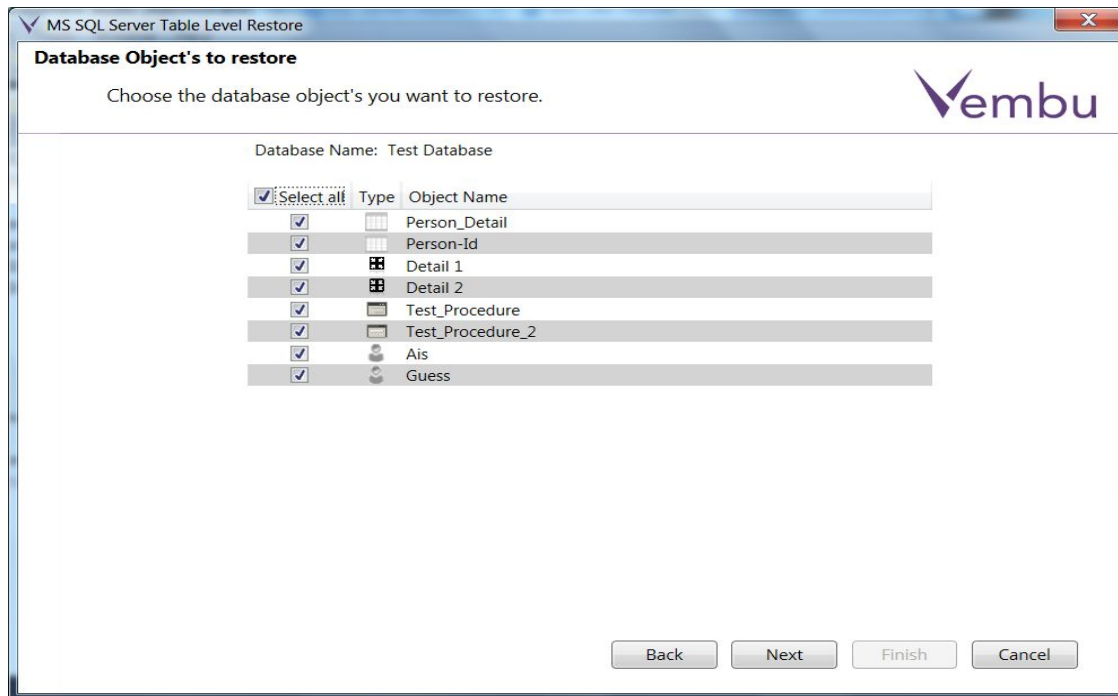 MS SQL Server Table Level Restore
Database Object's to restore
Choose the database object's you want to restore.
Vembu
Database Name: Test Database
Select all Type Object Name
Person_Detail
Person-Id
Detail 1
Detail 2
Test_Procedure
Test_Procedure_2
Ais
Guess
Back Next Finish Cancel